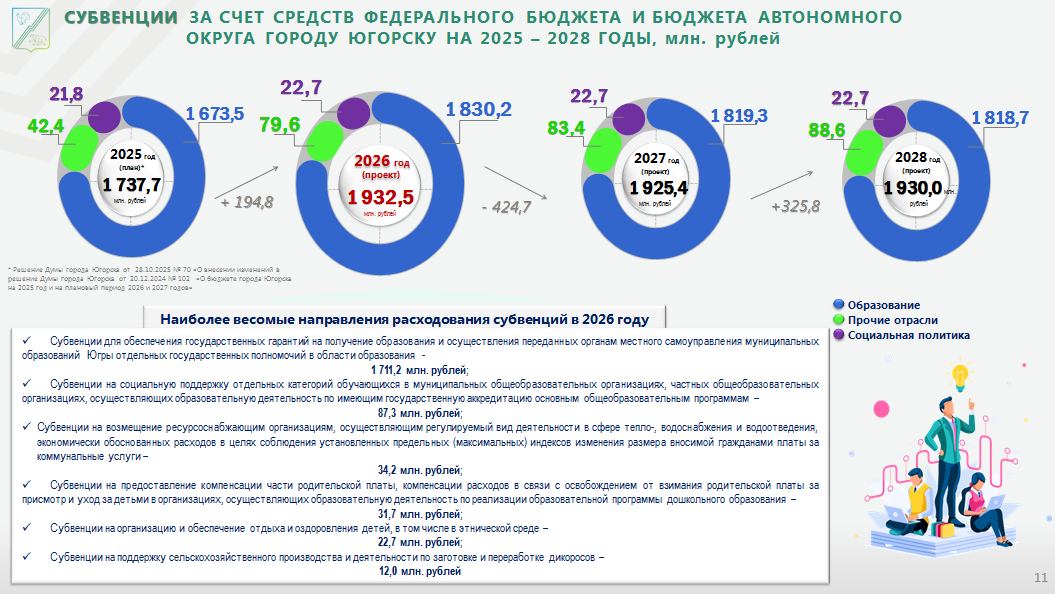 СУБВЕНЦИИ ЗА СЧЕТ СРЕДСТВ ФЕДЕРАЛЬНОГО БЮДЖЕТА И БЮДЖЕТА АВТОНОМНОГО
ОКРУГА ГОРОДУ ЮГОРСКУ НА 2025 – 2028 ГОДЫ, млн. рублей
21,8
42,4
1 673,5
2025 год
(план)*
1 737,7
млн. рублей
+ 194,8
22,7
79,6
1 830,2
2026 год
(проект)
1 932,5
млн. рублей
- 424,7
22,7
83,4
1 819,3
2027 год
(проект)
1 925,4
млн. рублей
+325,8
22,7
88,6
1 818,7
2028 год
(проект)
1 930,0 млн.
рублей
* Решение Думы города Югорска от 28.10.2025 № 70 «О внесении изменений в
решение Думы города Югорска от 20.12.2024 № 102 «О бюджете города Югорска
на 2025 год и на плановый период 2026 и 2027 годов»
Образование
Прочие отрасли
Социальная политика
Наиболее весомые направления расходования субвенций в 2026 году
✓ Субвенции для обеспечения государственных гарантий на получение образования и осуществления переданных органам местного самоуправления муниципальных
образований Югры отдельных государственных полномочий в области образования -
1 711,2 млн. рублей;
✓ Субвенции на социальную поддержку отдельных категорий обучающихся в муниципальных общеобразовательных организациях, частных общеобразовательных
организациях, осуществляющих образовательную деятельность по имеющим государственную аккредитацию основным общеобразовательным программам –
87,3 млн. рублей;
✓ Субвенции на возмещение ресурсоснабжающим организациям, осуществляющим регулируемый вид деятельности в сфере тепло-, водоснабжения и водоотведения,
экономически обоснованных расходов в целях соблюдения установленных предельных (максимальных) индексов изменения размера вносимой гражданами платы за
коммунальные услуги –
34,2 млн. рублей;
✓ Субвенции на предоставление компенсации части родительской платы, компенсации расходов в связи с освобождением от взимания родительской платы за
присмотр и уход за детьми в организациях, осуществляющих образовательную деятельность по реализации образовательной программы дошкольного образования –
31,7 млн. рублей;
✓ Субвенции на организацию и обеспечение отдыха и оздоровления детей, в том числе в этнической среде –
22,7 млн. рублей;
✓ Субвенции на поддержку сельскохозяйственного производства и деятельности по заготовке и переработке дикоросов –
12,0 млн. рублей
11